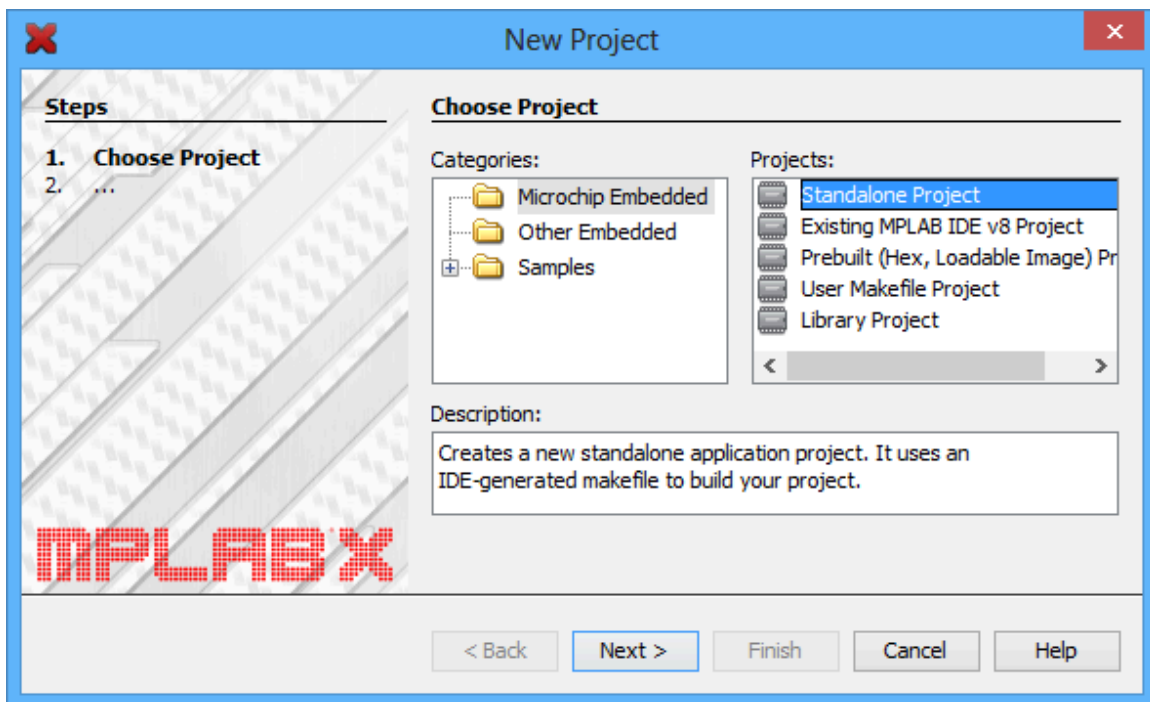 New Project
Steps
1. Choose Project
2. ...
MPLAB X
Choose Project
Categories:
Microchip Embedded
Other Embedded
Samples
Projects:
Standalone Project
Existing MPLAB IDE v8 Project
Prebuilt (Hex, Loadable Image) Pr
User Makefile Project
Library Project
Description:
Creates a new standalone application project. It uses an
IDE-generated makefile to build your project.
< Back
Next >
Finish
Cancel
Help